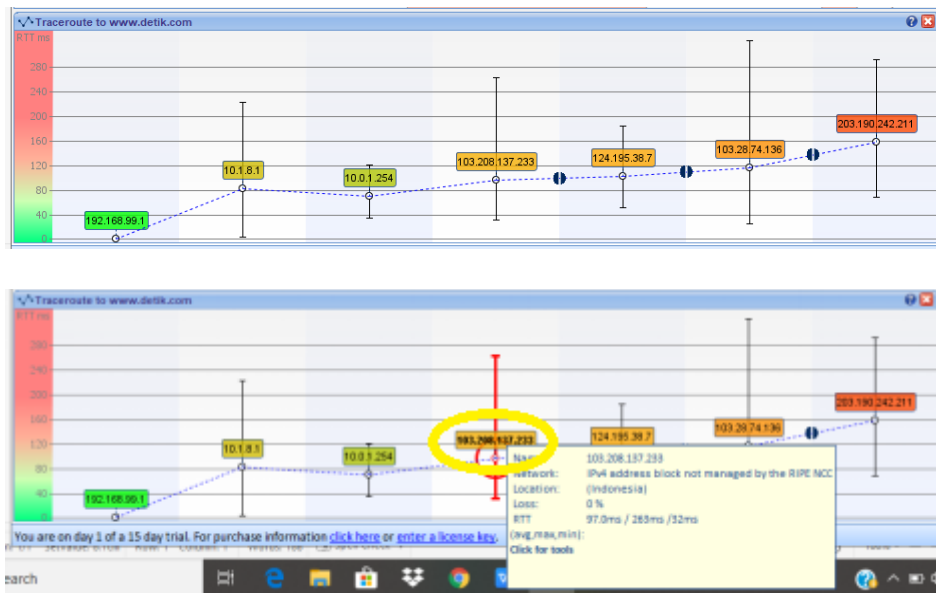 Traceroute to www.detik.com
RTT ms
280
240
200
160
120
80
40
0
192.168.99.1
10.1.8.1
10.0.1.254
103.208.137.233
124.195.38.7
103.28.74.136
203.190.242.211
Traceroute to www.detik.com
RTT ms
280
240
200
160
120
80
40
192.168.99.1
10.1.8.1
10.0.1.254
103.208.137.233
124.195.38.7
103.28.74.136
203.190.242.211
103.208.137.233
Network: IPv4 address block not managed by the RIPE NCC
Location: (Indonesia)
Loss: 0 %
RTT 97.0ms / 263ms /32ms
(avg,max,min):
Click for tools
You are on day 1 of a 15 day trial. For purchase information click here or enter a license key.
earch